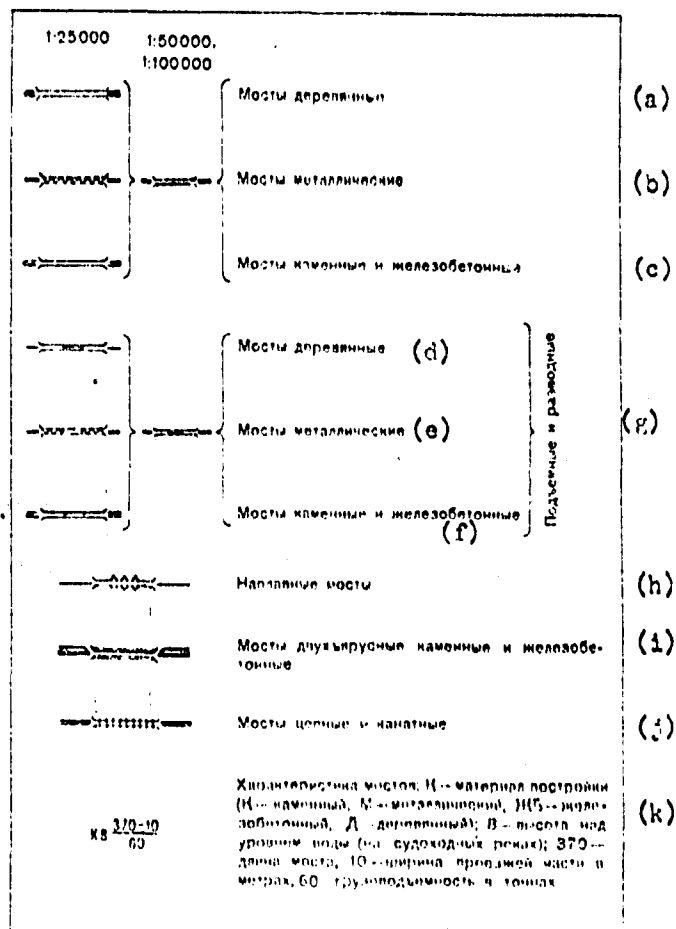 1:25000 1:50000,
1:100000
Мосты деревянные (a)
Мосты металлические (b)
Мосты каменные и железобетонные (c)
Мосты деревянные (d)
Мосты металлические (e)
Мосты каменные и железобетонные
(f)
Подъемные и разводные
(g)
Наплавные мосты (h)
Мосты двухъярусные каменные и железобе-
тонные
(i)
Мосты цепные и канатные (j)
Характеристика мостов: К – материал постройки
(К – каменный, М – металлический, ЖБ – желе-
зобетонный, Д – деревянный); 8 – высота над
уровнем воды (на судоходных реках); 370 –
длина моста, 10 – ширина проезжей части в
метрах, 60 – грузоподъемность в тоннах
К8 370-10
60
(k)